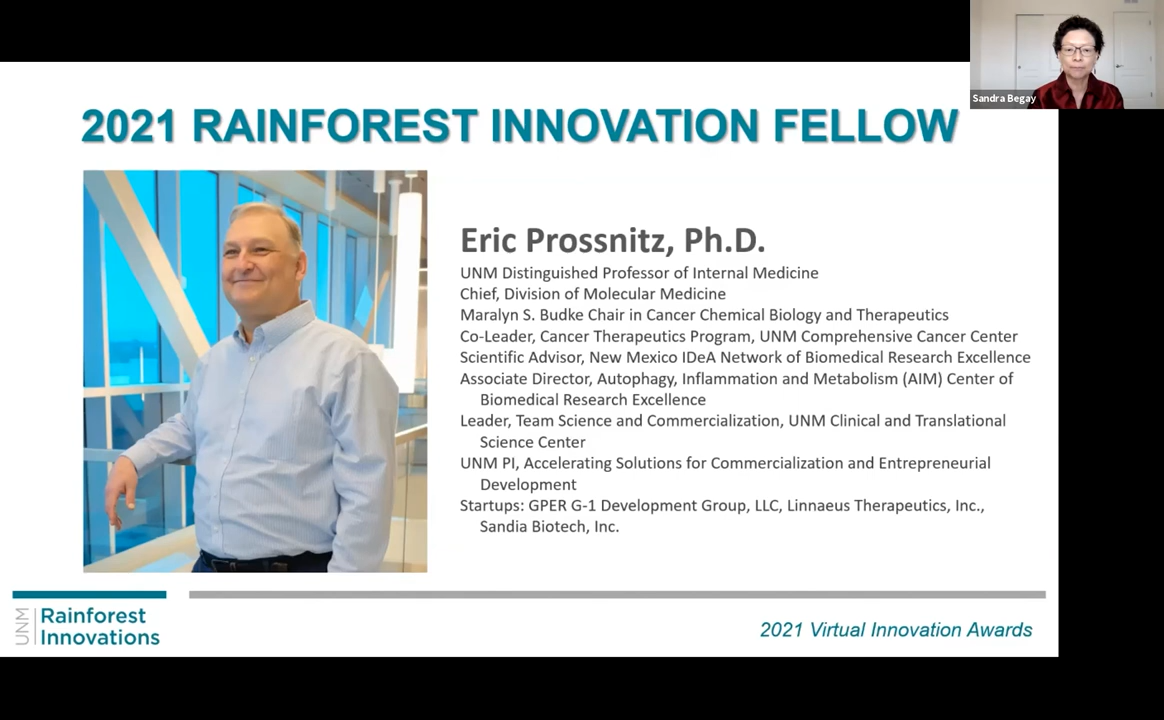 Sandra Begay
2021 RAINFOREST INNOVATION FELLOW
Eric Prossnitz, Ph.D.
UNM Distinguished Professor of Internal Medicine
Chief, Division of Molecular Medicine
Maralyn S. Budke Chair in Cancer Chemical Biology and Therapeutics
Co-Leader, Cancer Therapeutics Program, UNM Comprehensive Cancer Center
Scientific Advisor, New Mexico IDeA Network of Biomedical Research Excellence
Associate Director, Autophagy, Inflammation and Metabolism (AIM) Center of
Biomedical Research Excellence
Leader, Team Science and Commercialization, UNM Clinical and Translational
Science Center
UNM PI, Accelerating Solutions for Commercialization and Entrepreneurial
Development
Startups: GPER G-1 Development Group, LLC, Linnaeus Therapeutics, Inc.,
Sandia Biotech, Inc.
UNM
Rainforest
Innovations
2021 Virtual Innovation Awards